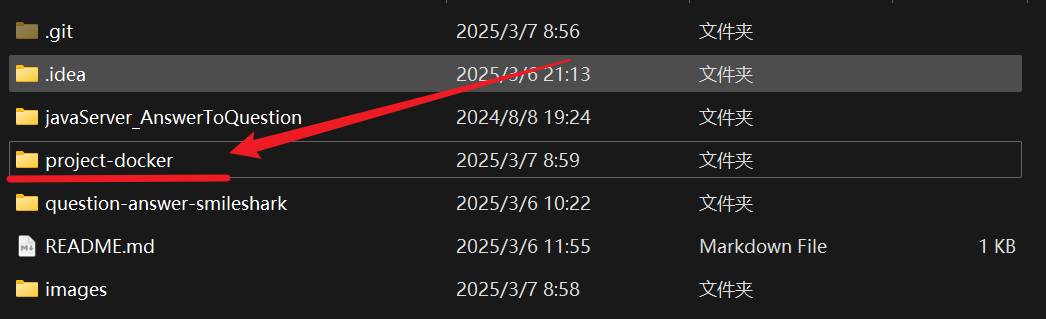 .git 2025/3/7 8:56 文件夹
.idea 2025/3/6 21:13 文件夹
javaServer_AnswerToQuestion 2024/8/8 19:24 文件夹
project-docker 2025/3/7 8:59 文件夹
question-answer-smileshark 2025/3/6 10:22 文件夹
README.md 2025/3/6 11:55 Markdown File 1 KB
images 2025/3/7 8:58 文件夹